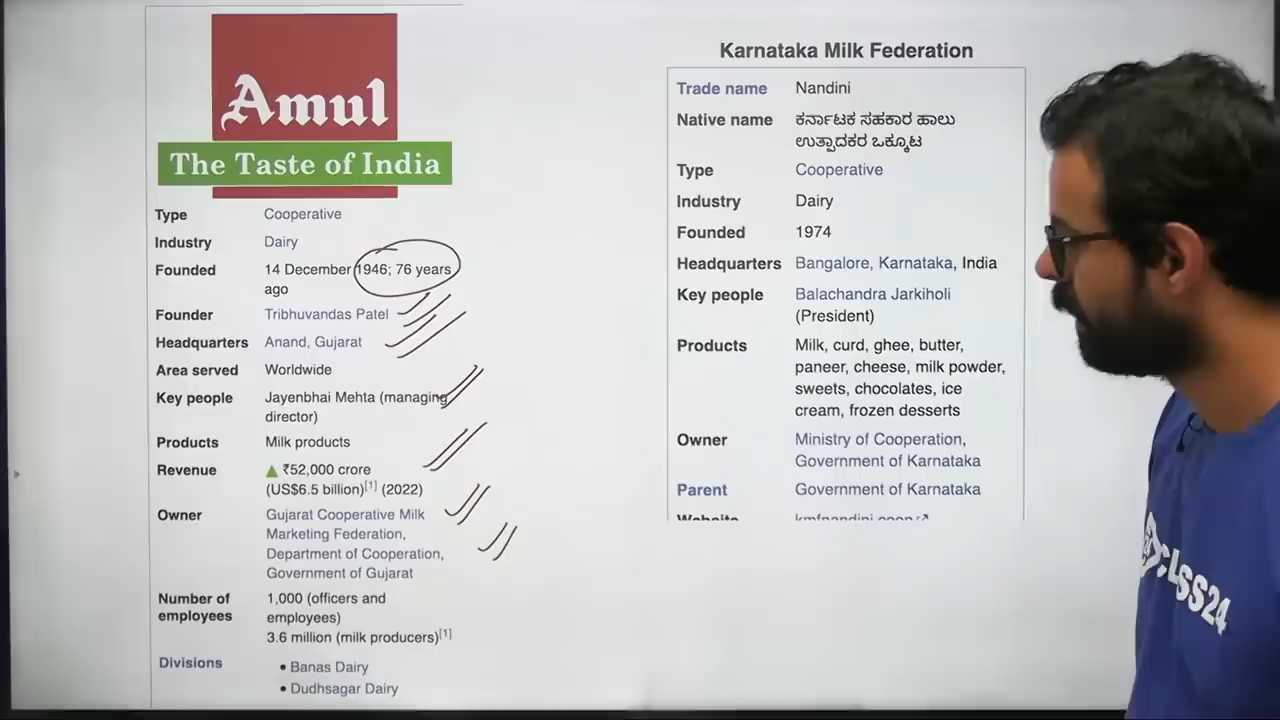 Amul
The Taste of India
Type Cooperative
Industry Dairy
Founded 14 December 1946; 76 years
ago
Founder Tribhuvandas Patel
Headquarters Anand, Gujarat
Area served Worldwide
Key people Jayenbhai Mehta (managing
director)
Products Milk products
Revenue ▲ ₹52,000 crore
(US$6.5 billion)[1] (2022)
Owner Gujarat Cooperative Milk
Marketing Federation,
Department of Cooperation,
Government of Gujarat
Number of 1,000 (officers and
employees employees)
3.6 million (milk producers)[1]
Divisions • Banas Dairy
• Dudhsagar Dairy
Karnataka Milk Federation
Trade name Nandini
Native name ಕರ್ನಾಟಕ ಸಹಕಾರ ಹಾಲು
ಉತ್ಪಾದಕರ ಒಕ್ಕೂಟ
Type Cooperative
Industry Dairy
Founded 1974
Headquarters Bangalore, Karnataka, India
Key people Balachandra Jarkiholi
(President)
Products Milk, curd, ghee, butter,
paneer, cheese, milk powder,
sweets, chocolates, ice
cream, frozen desserts
Owner Ministry of Cooperation,
Government of Karnataka
Parent Government of Karnataka
Website kmfnandini.coop
CLSS24